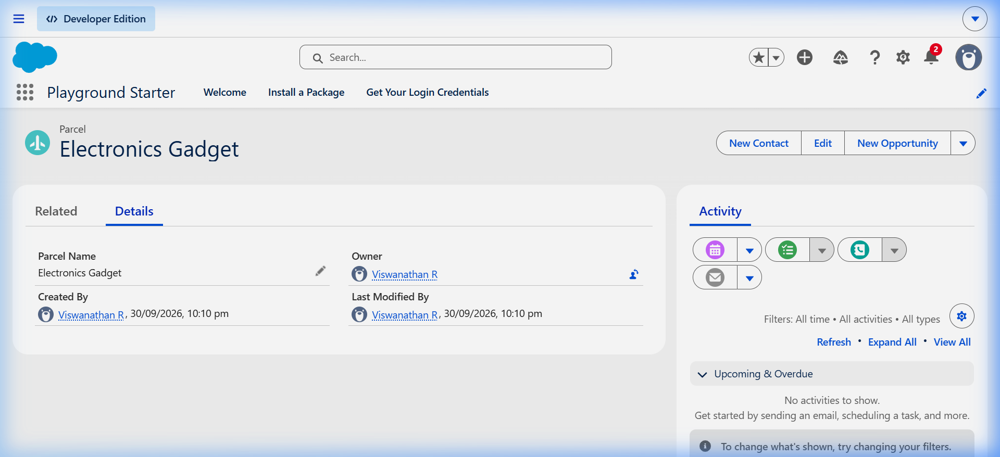 Developer Edition
Search...
2
Playground Starter
Welcome
Install a Package
Get Your Login Credentials
Parcel
Electronics Gadget
New Contact
Edit
New Opportunity
Related
Details
Parcel Name
Electronics Gadget
Owner
Viswanathan R
Created By
Viswanathan R, 30/09/2026, 10:10 pm
Last Modified By
Viswanathan R, 30/09/2026, 10:10 pm
Activity
Filters: All time • All activities • All types
Refresh • Expand All • View All
Upcoming & Overdue
No activities to show.
Get started by sending an email, scheduling a task, and more.
To change what's shown, try changing your filters.